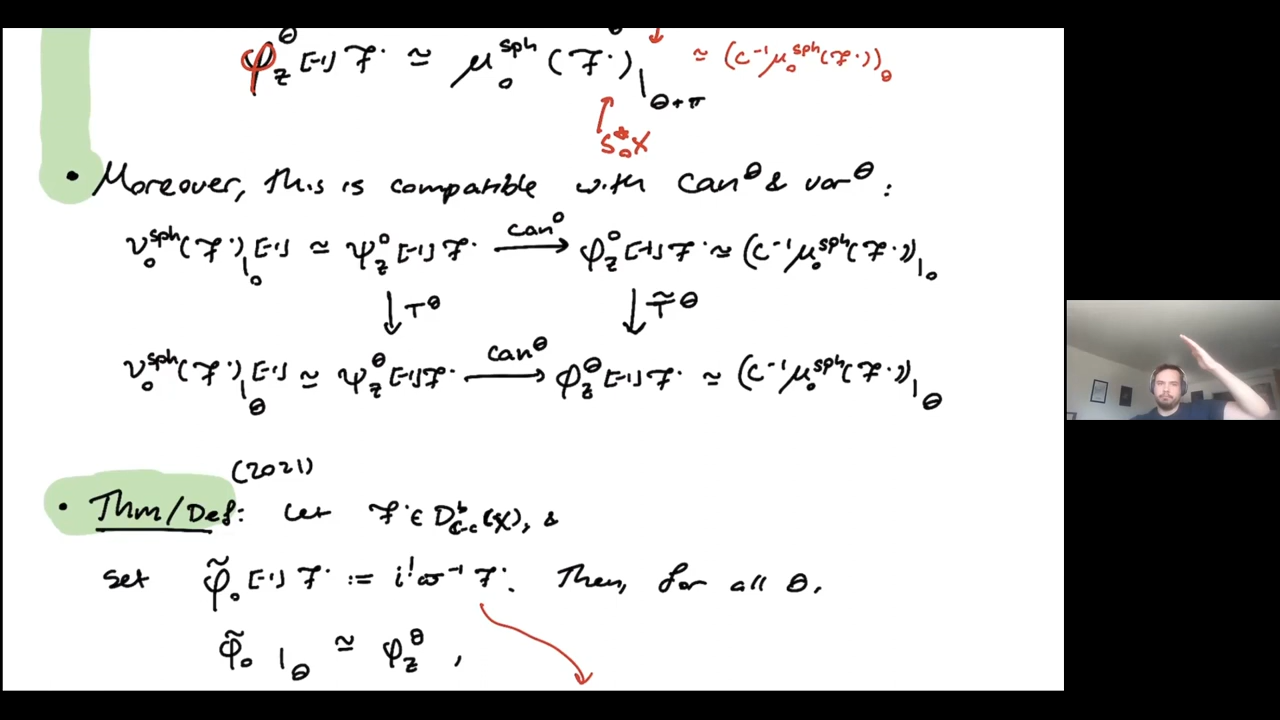 φ_z^θ [-1] F· ≃ μ_0^sph (F·)|_{θ+π} ≃ (c⁻¹ μ_0^sph (F·))_θ
S_0^* X
• Moreover, this is compatible with can^θ & var^θ :
ν_0^sph (F·)|_0 [-1] ≃ ψ_z^0 [-1] F· —can^0→ φ_z^0 [-1] F· ≃ (c⁻¹ μ_0^sph (F·))|_0
↓ T^θ ↓ T̃^θ
ν_0^sph (F·)|_θ [-1] ≃ ψ_z^θ [-1] F· —can^θ→ φ_z^θ [-1] F· ≃ (c⁻¹ μ_0^sph (F·))|_θ
(2021)
• Thm/Def: Let F· ∈ D^b_{ℂ-c}(X), &
set φ̃_0 [-1] F· := i^! ϖ⁻¹ F·. Then, for all θ,
φ̃_0 |_θ ≃ φ_z^θ ,